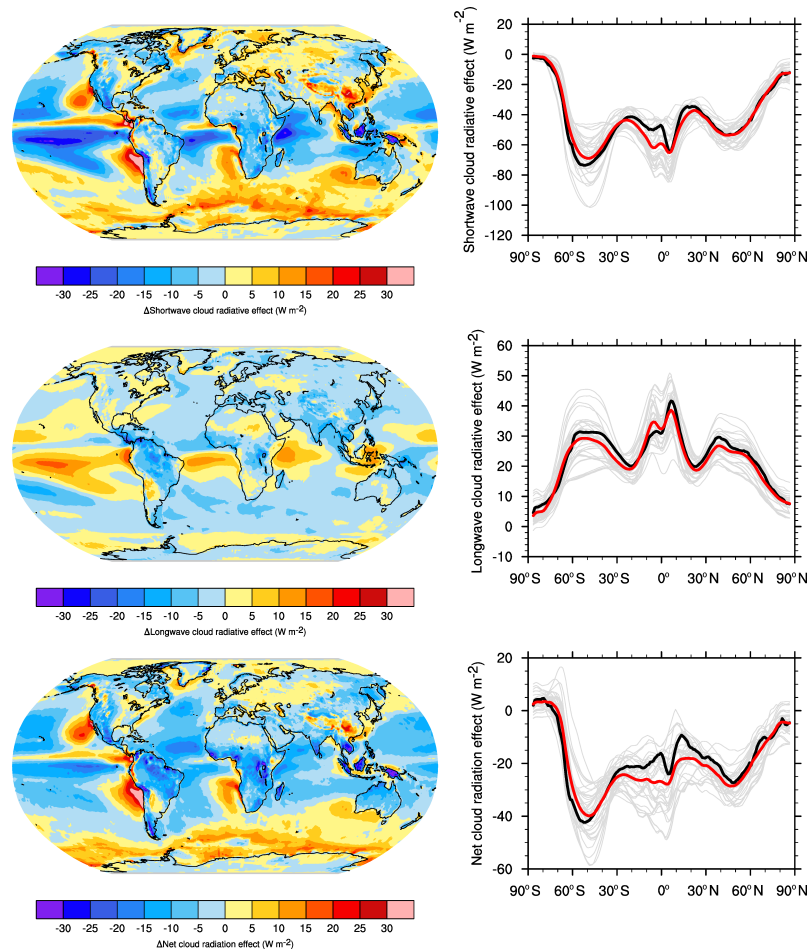 20
0
-20
-40
-60
-80
-100
-120
Shortwave cloud radiative effect (W m-2)
90°S 60°S 30°S 0° 30°N 60°N 90°N
-30 -25 -20 -15 -10 -5 0 5 10 15 20 25 30
ΔShortwave cloud radiative effect (W m-2)
60
50
40
30
20
10
0
-10
Longwave cloud radiative effect (W m-2)
90°S 60°S 30°S 0° 30°N 60°N 90°N
-30 -25 -20 -15 -10 -5 0 5 10 15 20 25 30
ΔLongwave cloud radiative effect (W m-2)
20
0
-20
-40
-60
Net cloud radiation effect (W m-2)
90°S 60°S 30°S 0° 30°N 60°N 90°N
-30 -25 -20 -15 -10 -5 0 5 10 15 20 25 30
ΔNet cloud radiation effect (W m-2)